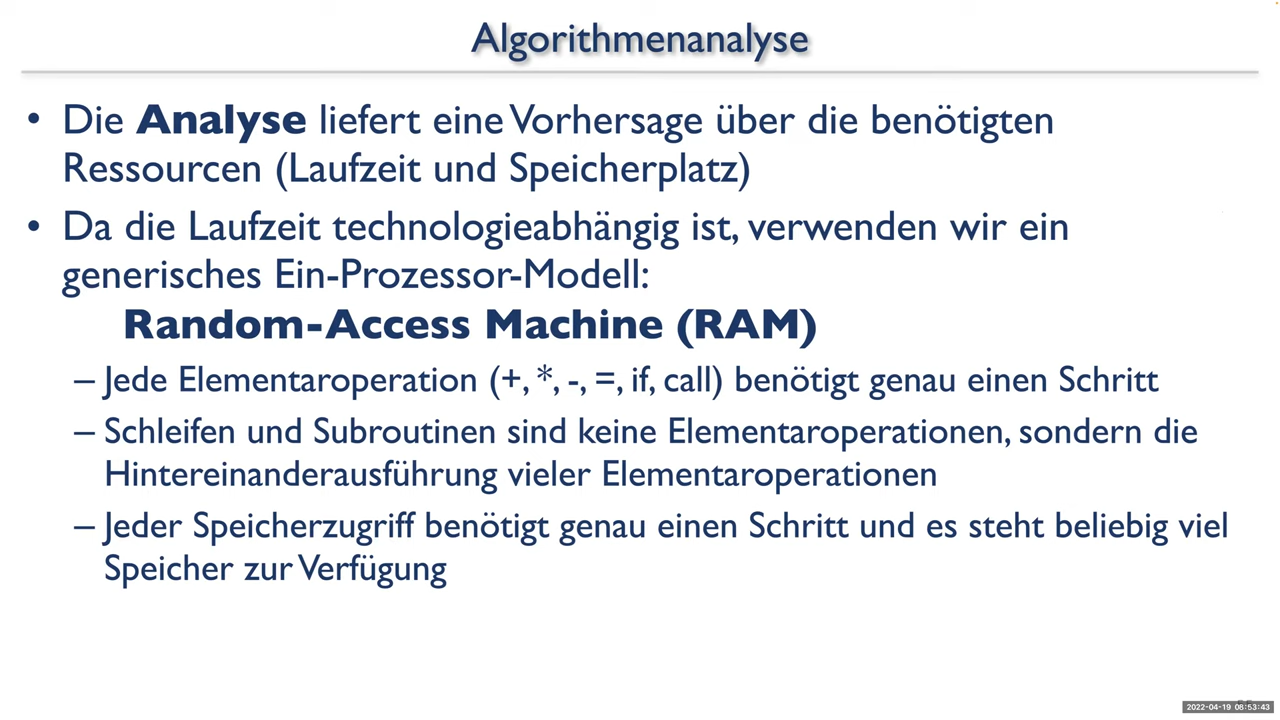 Algorithmenanalyse
• Die Analyse liefert eine Vorhersage über die benötigten
Ressourcen (Laufzeit und Speicherplatz)
• Da die Laufzeit technologieabhängig ist, verwenden wir ein
generisches Ein-Prozessor-Modell:
Random-Access Machine (RAM)
– Jede Elementaroperation (+, *, -, =, if, call) benötigt genau einen Schritt
– Schleifen und Subroutinen sind keine Elementaroperationen, sondern die
Hintereinanderausführung vieler Elementaroperationen
– Jeder Speicherzugriff benötigt genau einen Schritt und es steht beliebig viel
Speicher zur Verfügung
2022-04-19 08:53:43